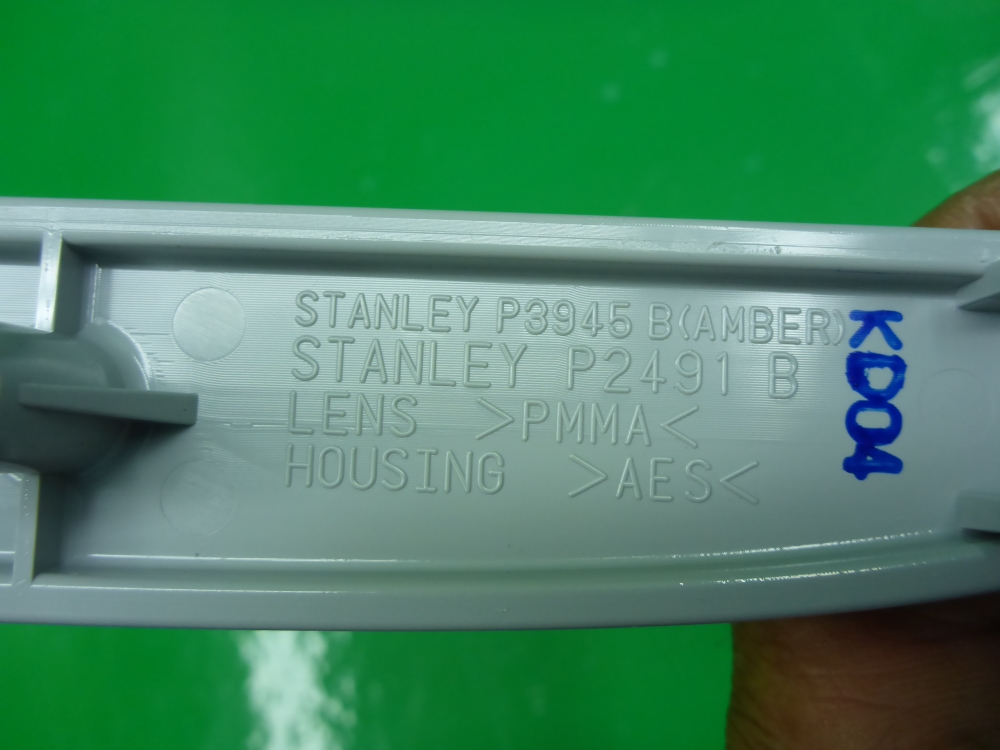 STANLEY P3945 B(AMBER)
STANLEY P2491 B
LENS >PMMA<
HOUSING >AES<
KD04